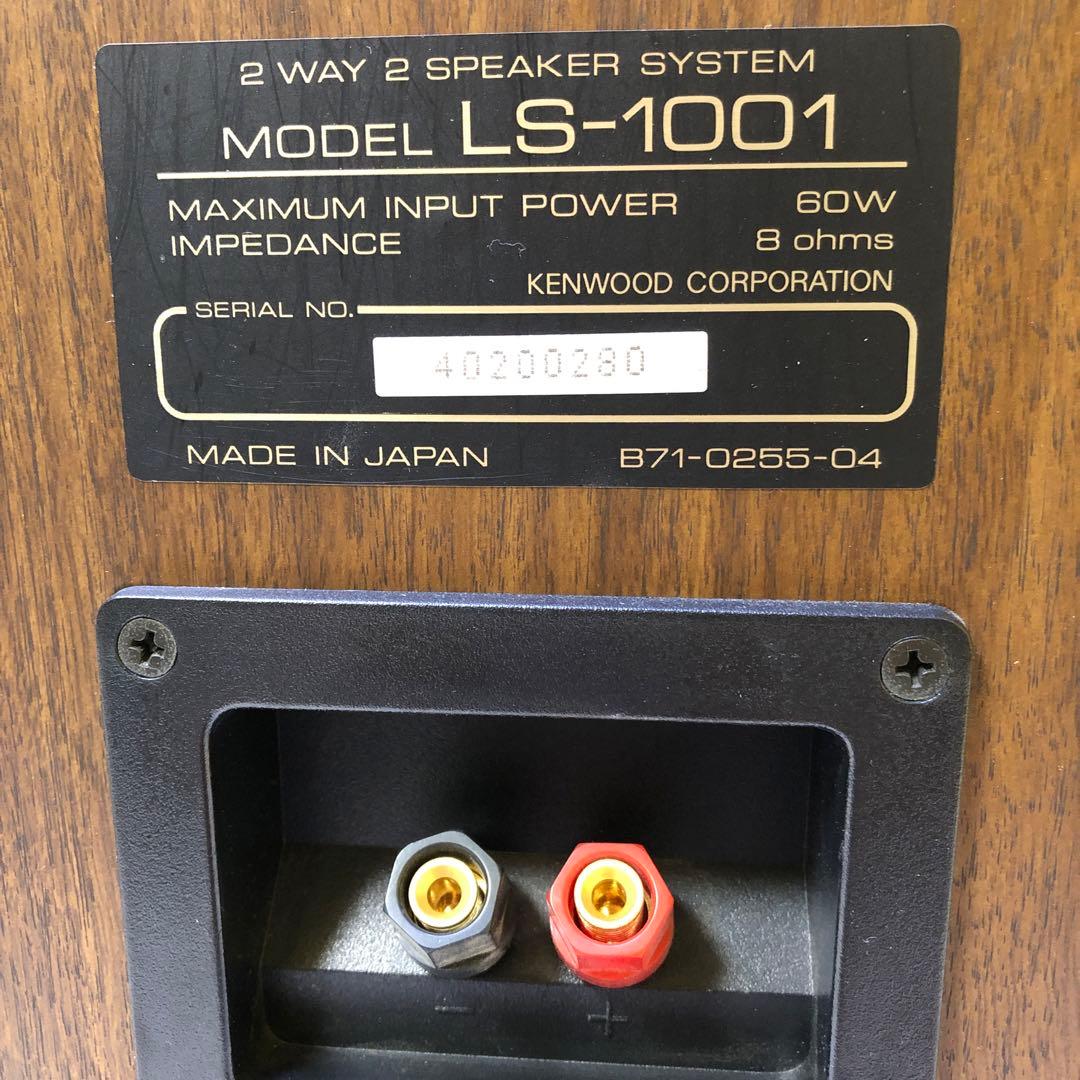 2 WAY 2 SPEAKER SYSTEM
MODEL LS-1001
MAXIMUM INPUT POWER 60W
IMPEDANCE 8 ohms
KENWOOD CORPORATION
SERIAL NO.
40200280
MADE IN JAPAN B71-0255-04
- +